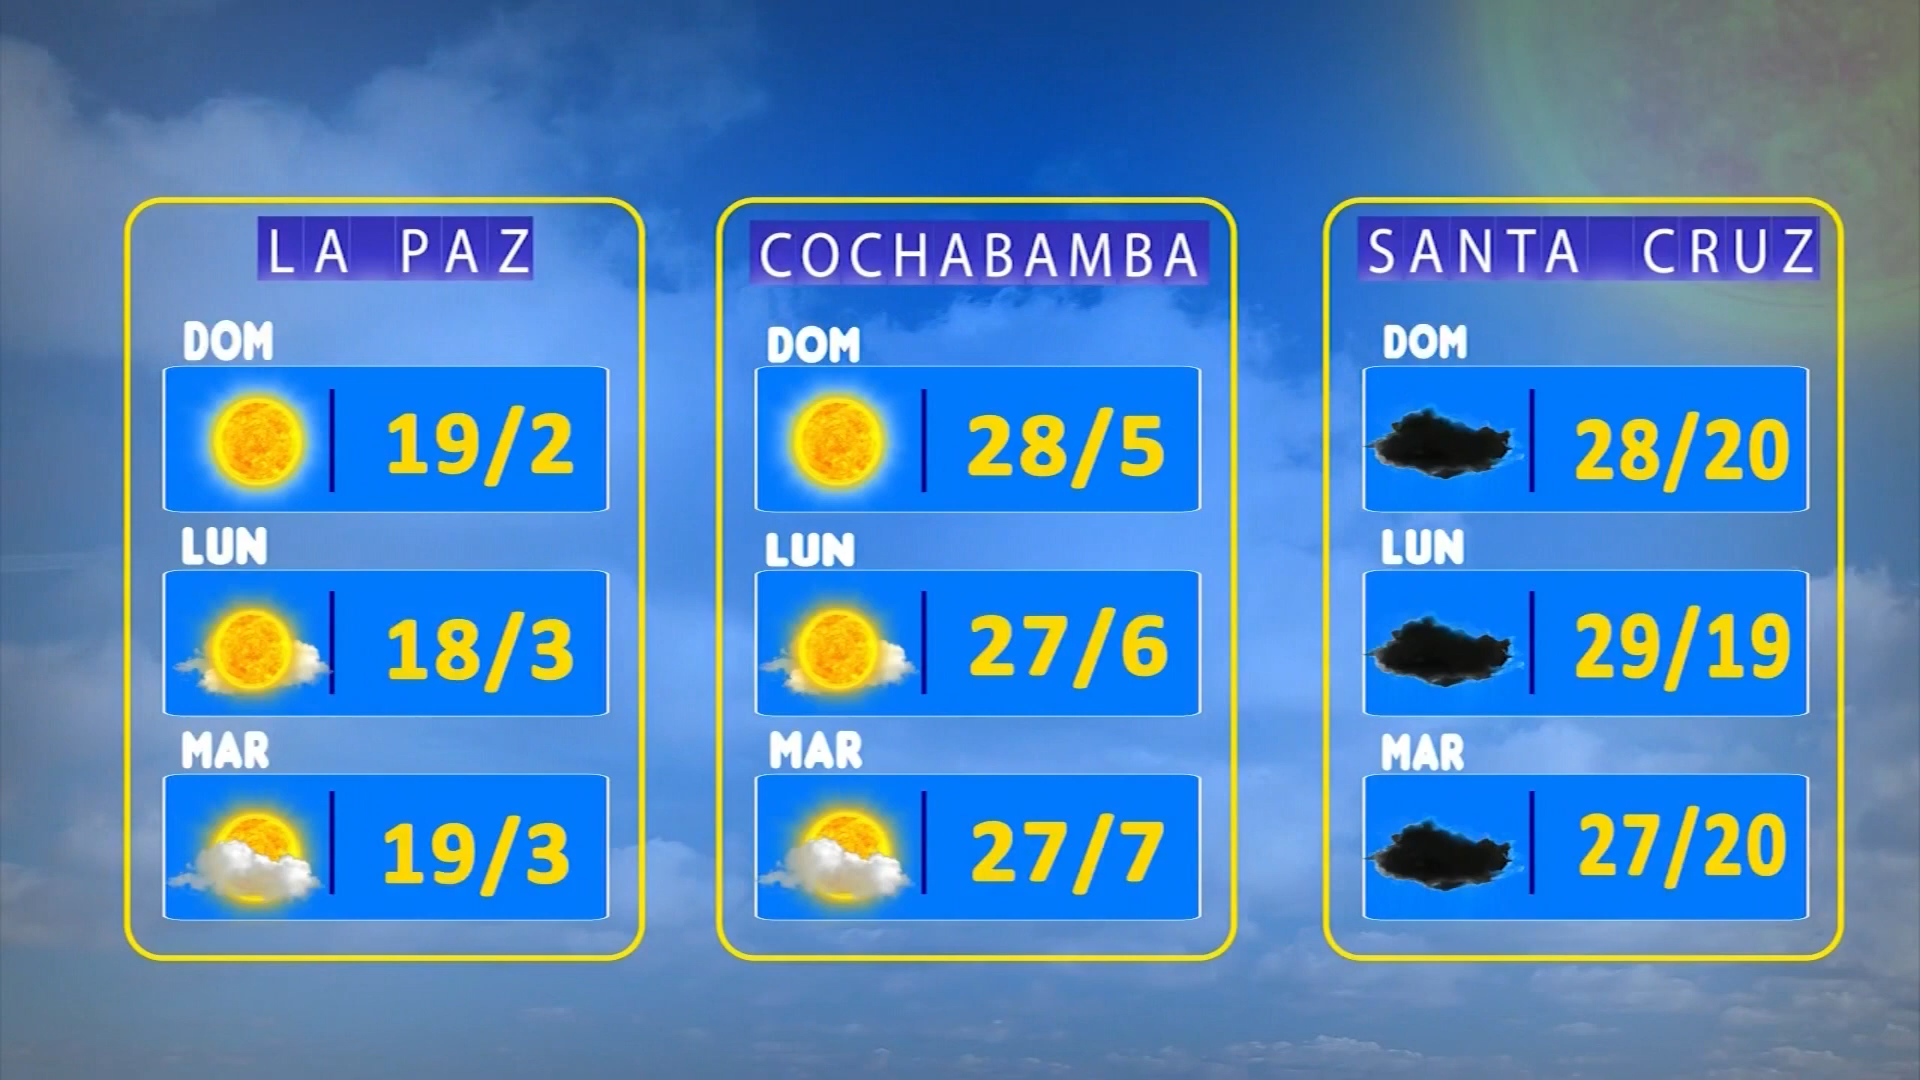 LA PAZ
DOM
19/2
LUN
18/3
MAR
19/3
COCHABAMBA
DOM
28/5
LUN
27/6
MAR
27/7
SANTA CRUZ
DOM
28/20
LUN
29/19
MAR
27/20